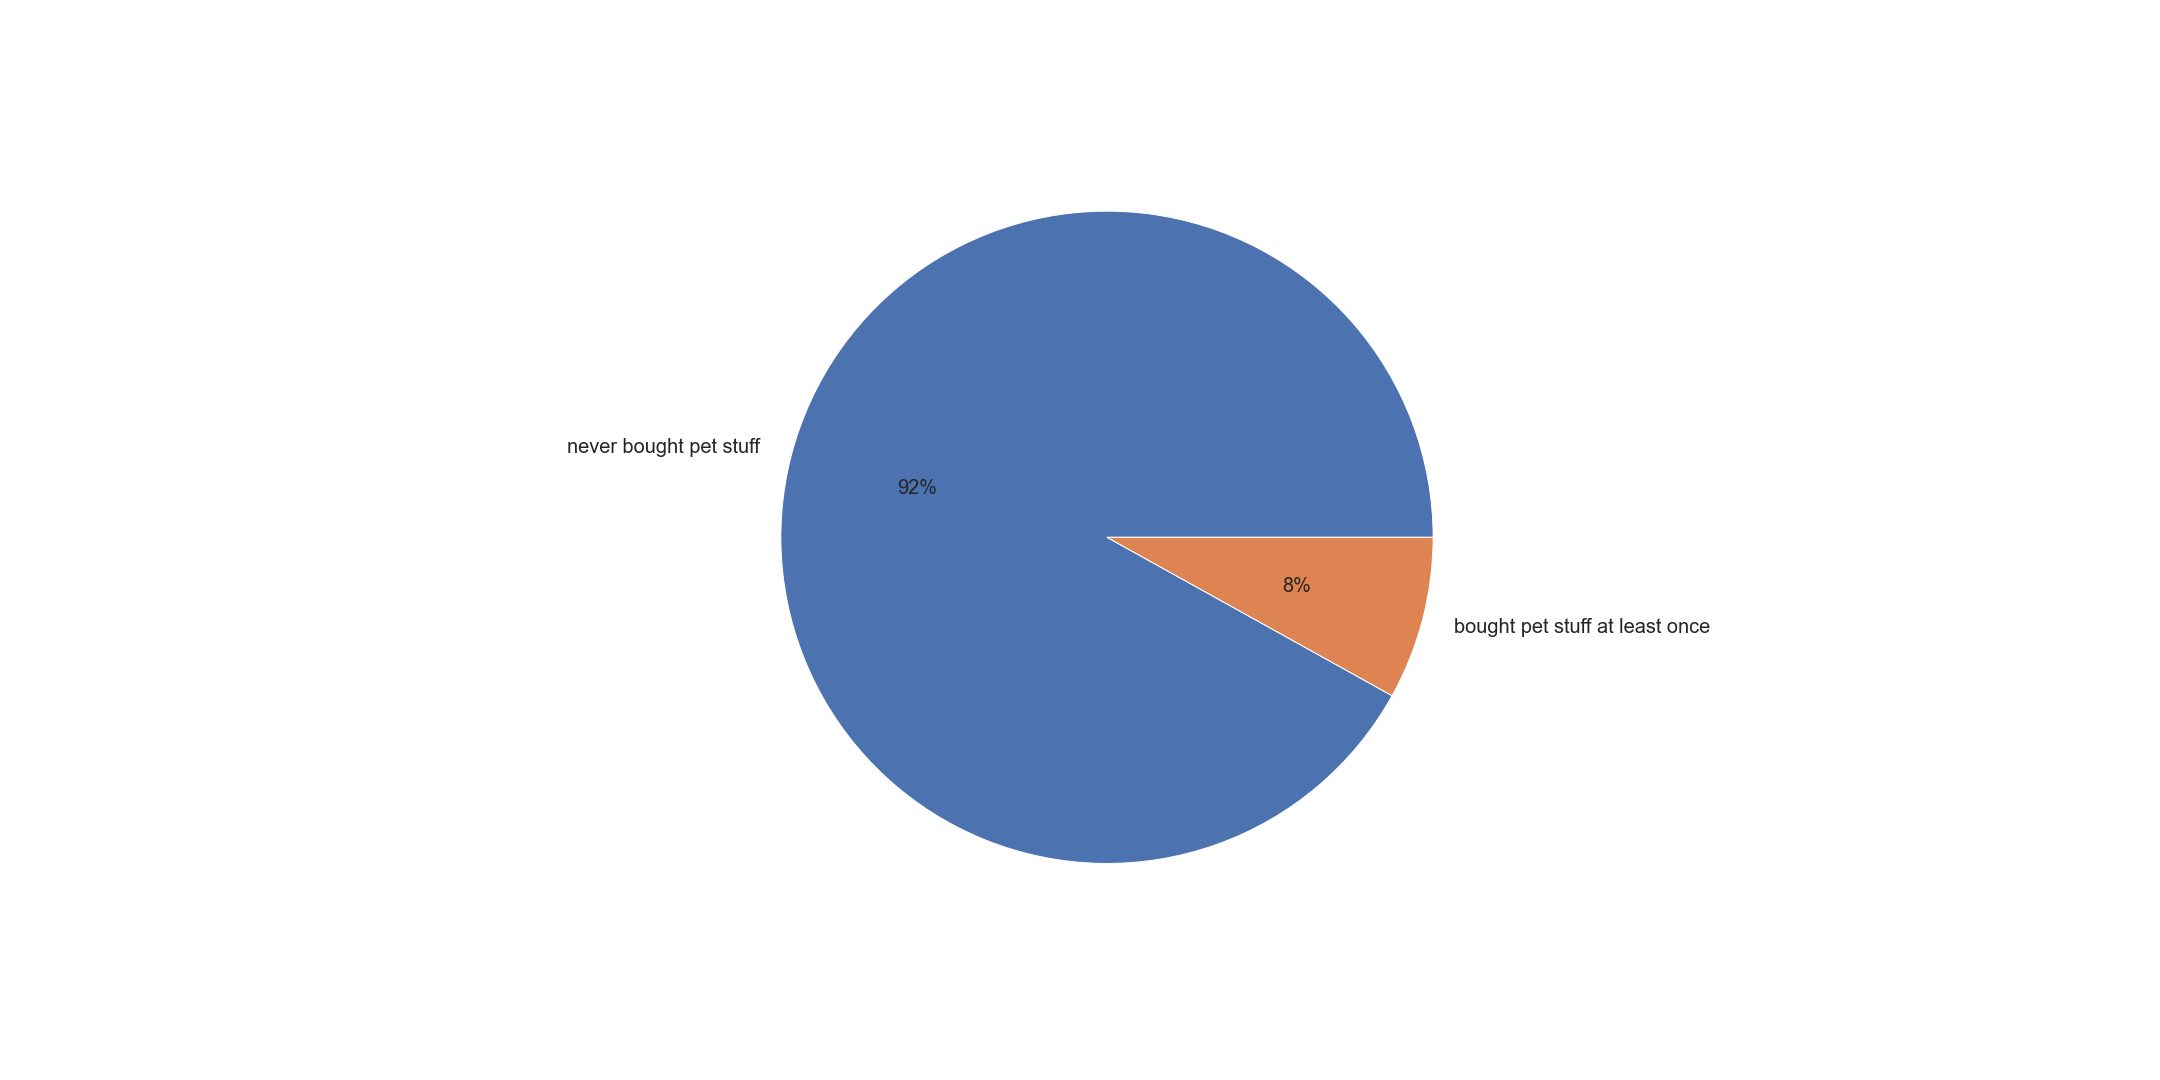 never bought pet stuff
92%
8%
bought pet stuff at least once